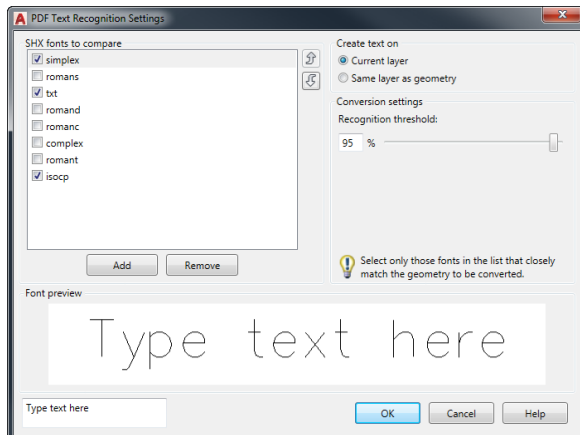 A PDF Text Recognition Settings
SHX fonts to compare
simplex
romans
txt
romand
romanc
complex
romant
isocp
Add Remove
Create text on
Current layer
Same layer as geometry
Conversion settings
Recognition threshold:
95 %
Select only those fonts in the list that closely
match the geometry to be converted.
Font preview
Type text here
Type text here
OK Cancel Help